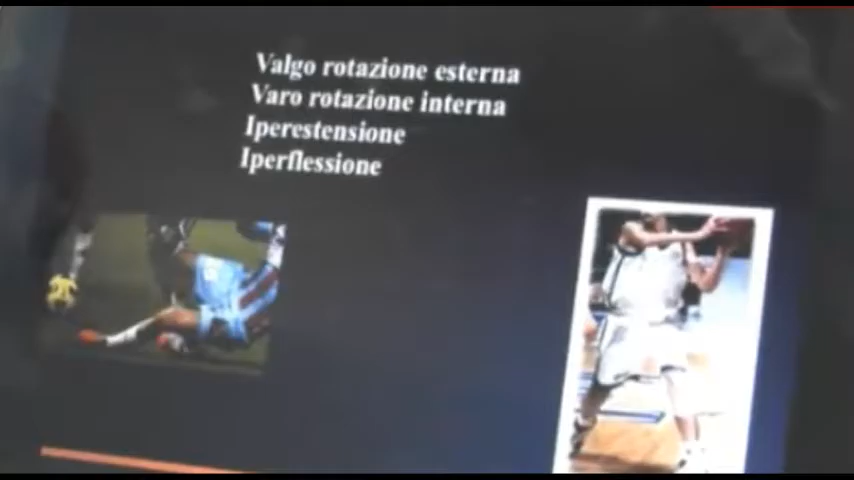 Valgo rotazione esterna
Varo rotazione interna
Iperestensione
Iperflessione